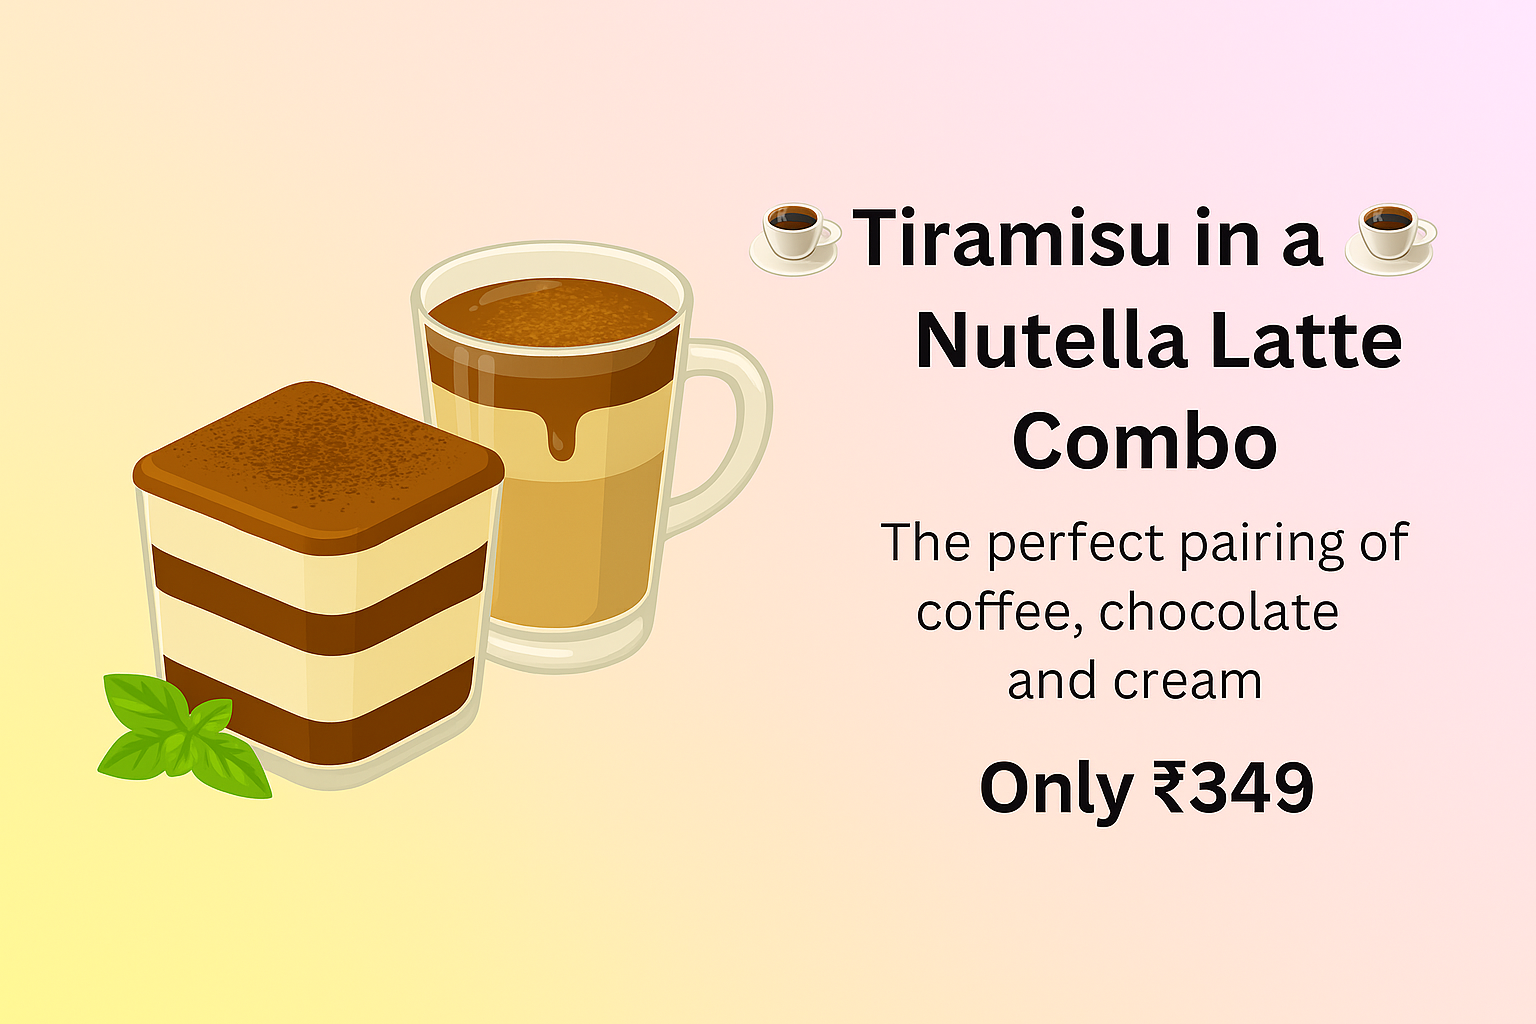 Tiramisu in a
Nutella Latte
Combo
The perfect pairing of
coffee, chocolate
and cream
Only ₹349